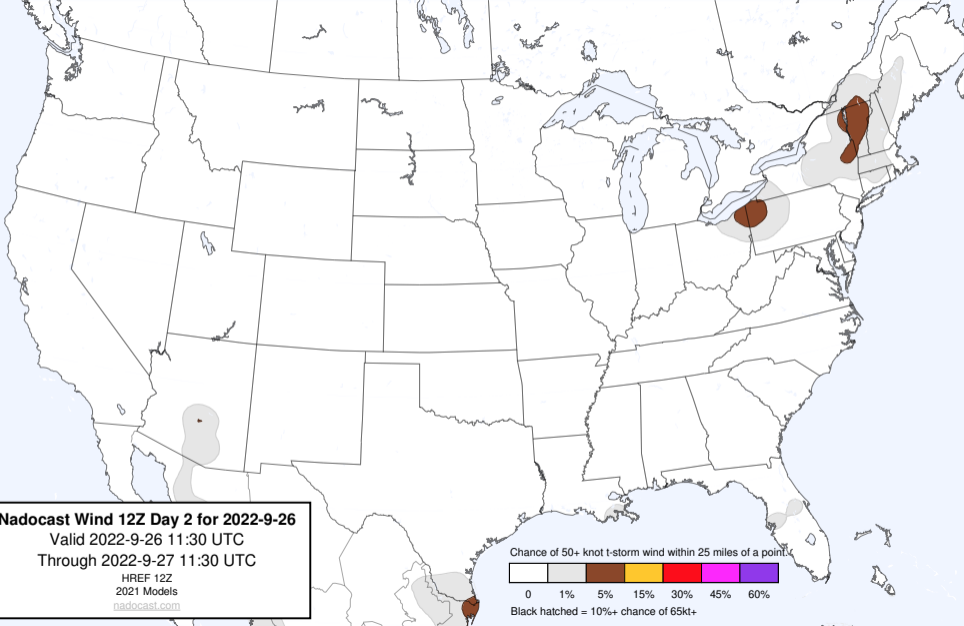 Nadocast Wind 12Z Day 2 for 2022-9-26
Valid 2022-9-26 11:30 UTC
Through 2022-9-27 11:30 UTC
HREF 12Z
2021 Models
nadocast.com
Chance of 50+ knot t-storm wind within 25 miles of a point.
0 1% 5% 15% 30% 45% 60%
Black hatched = 10%+ chance of 65kt+